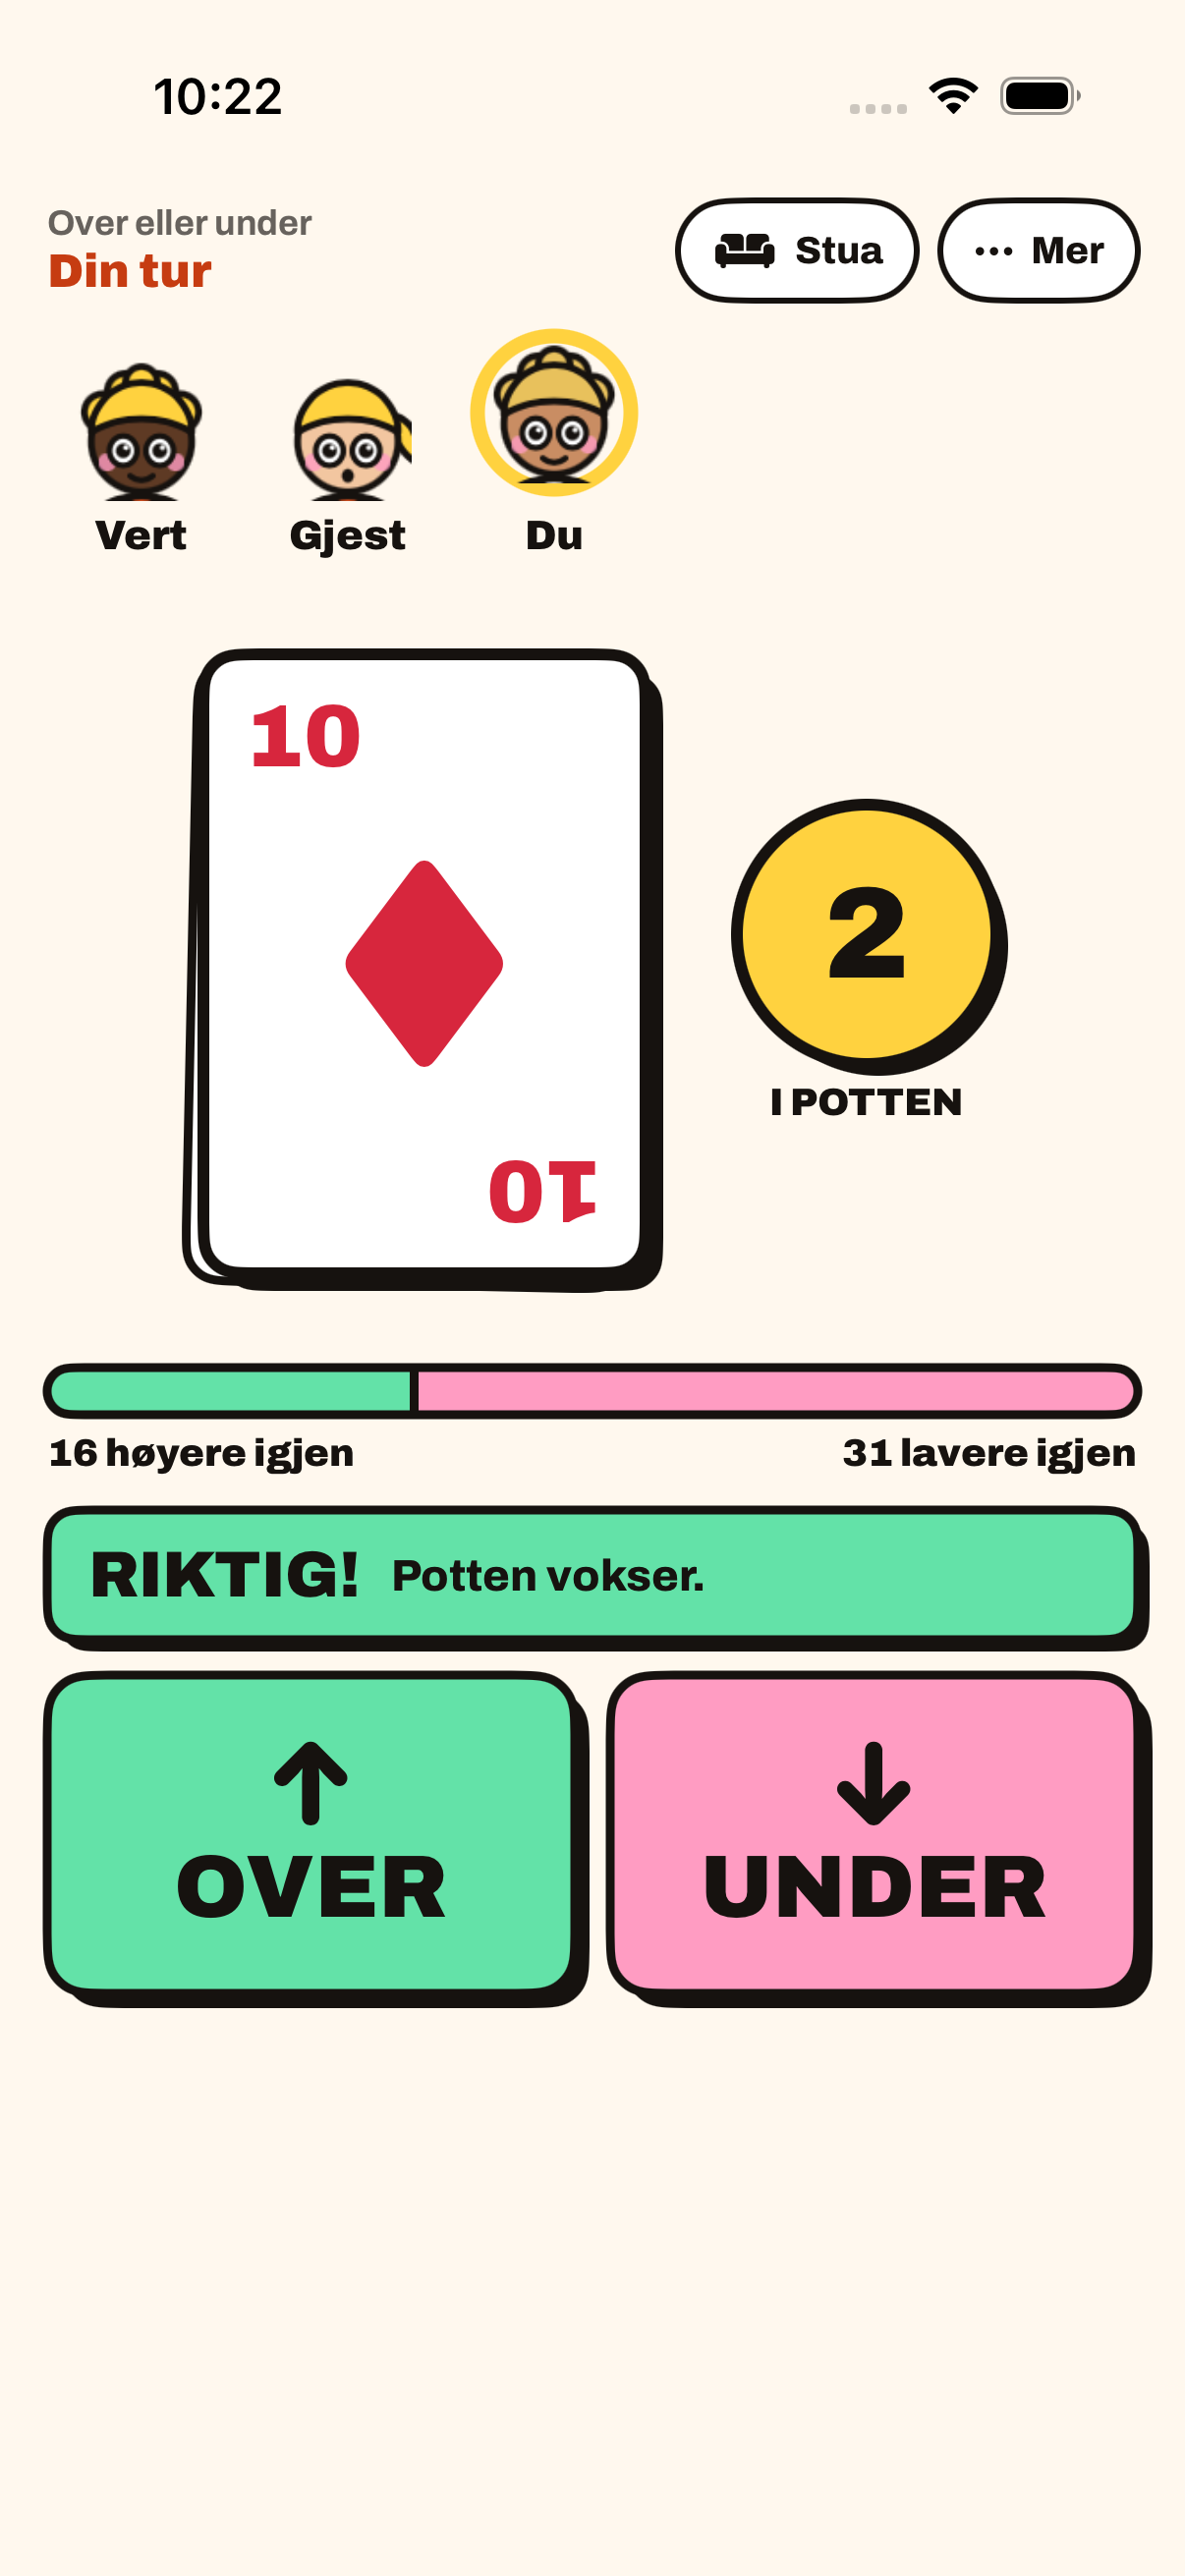 10:22
Over eller under
Din tur
Stua
Mer
Vert
Gjest
Du
10
10
2
I POTTEN
16 høyere igjen
31 lavere igjen
RIKTIG! Potten vokser.
OVER
UNDER